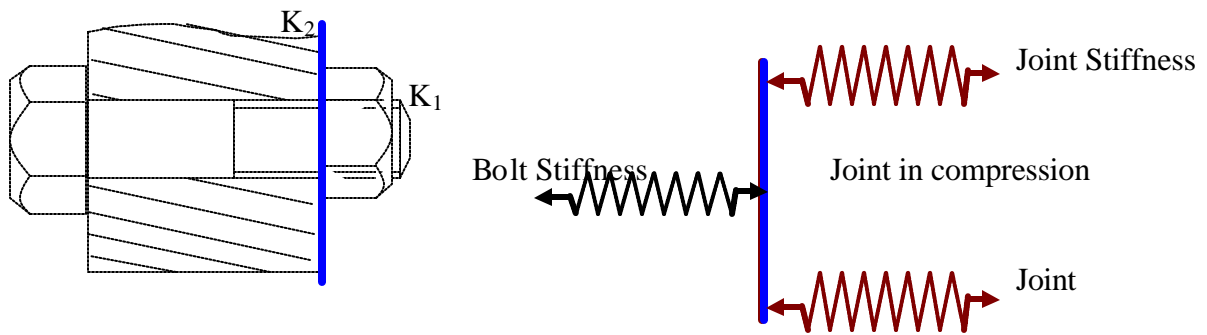 K₂
K₁
Joint Stiffness
Bolt Stiffness
Joint in compression
Joint